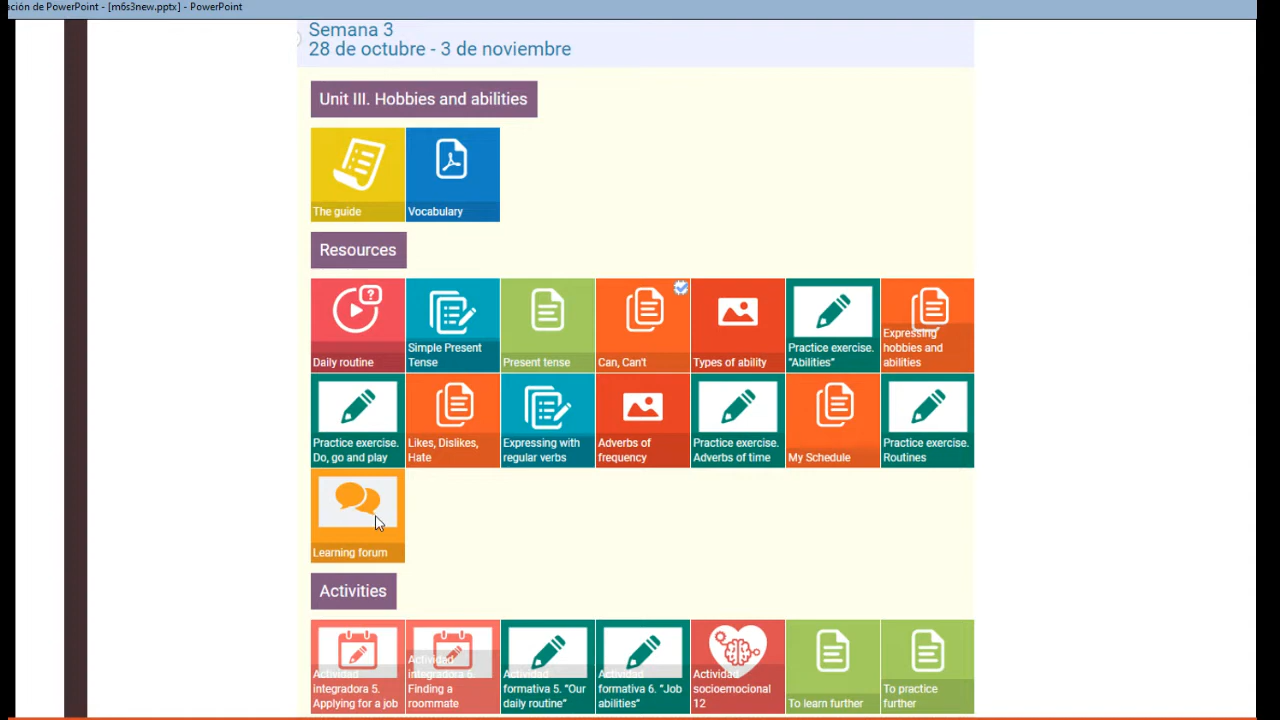 ción de PowerPoint - [m6s3new.pptx] - PowerPoint
Semana 3
28 de octubre - 3 de noviembre
Unit III. Hobbies and abilities
The guide
Vocabulary
Resources
Daily routine
Simple Present
Tense
Present tense
Can, Can't
Types of ability
Practice exercise.
"Abilities"
Expressing
hobbies and
abilities
Practice exercise.
Do, go and play
Likes, Dislikes,
Hate
Expressing with
regular verbs
Adverbs of
frequency
Practice exercise.
Adverbs of time
My Schedule
Practice exercise.
Routines
Learning forum
Activities
Actividad
integradora 5.
Applying for a job
Actividad
integradora 6.
Finding a
roommate
Actividad
formativa 5. "Our
daily routine"
Actividad
formativa 6. "Job
abilities"
Actividad
socioemocional
12
To learn further
To practice
further